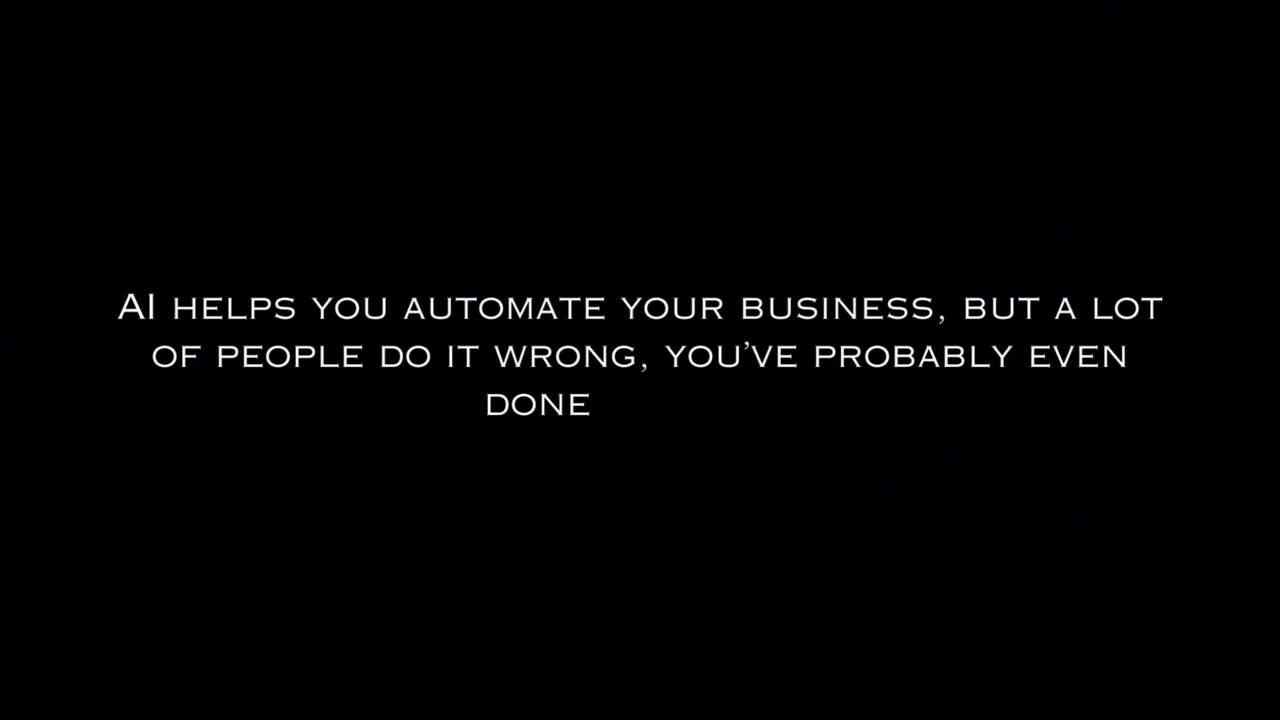 AI HELPS YOU AUTOMATE YOUR BUSINESS, BUT A LOT
OF PEOPLE DO IT WRONG, YOU’VE PROBABLY EVEN
DONE